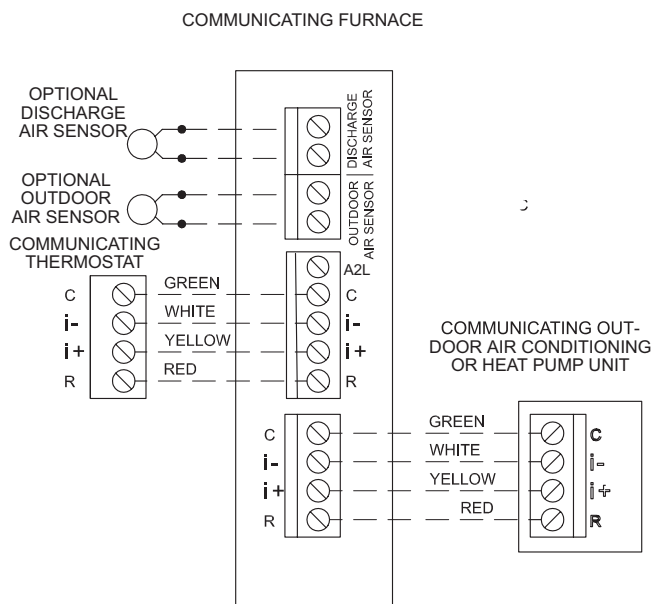 COMMUNICATING FURNACE
OPTIONAL
DISCHARGE
AIR SENSOR
DISCHARGE
AIR SENSOR
OPTIONAL
OUTDOOR
AIR SENSOR
OUTDOOR
AIR SENSOR
COMMUNICATING
THERMOSTAT
A2L
C GREEN C
i- WHITE i-
i+ YELLOW i+
R RED R
COMMUNICATING OUT-
DOOR AIR CONDITIONING
OR HEAT PUMP UNIT
C GREEN C
i- WHITE i-
i+ YELLOW i+
R RED R